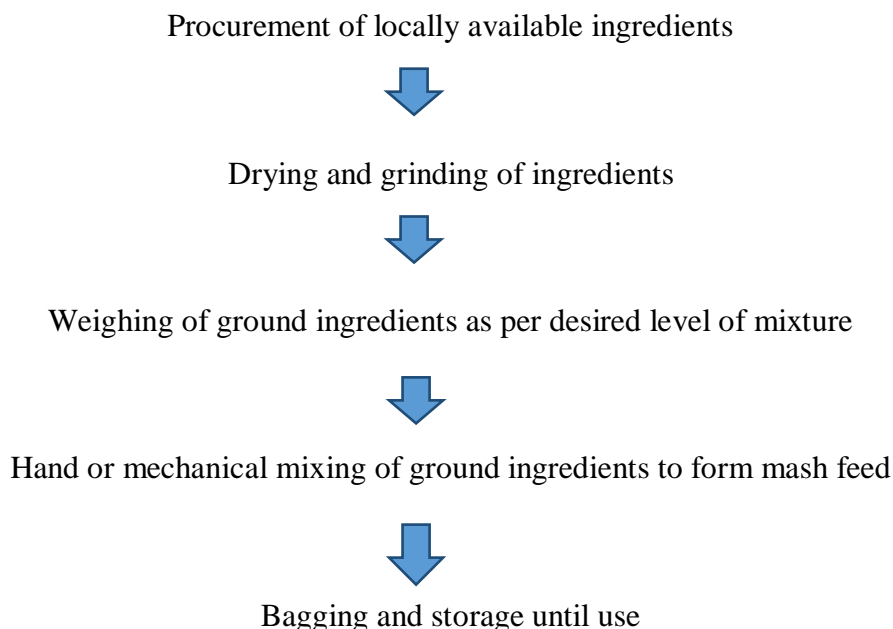 Procurement of locally available ingredients
Drying and grinding of ingredients
Weighing of ground ingredients as per desired level of mixture
Hand or mechanical mixing of ground ingredients to form mash feed
Bagging and storage until use